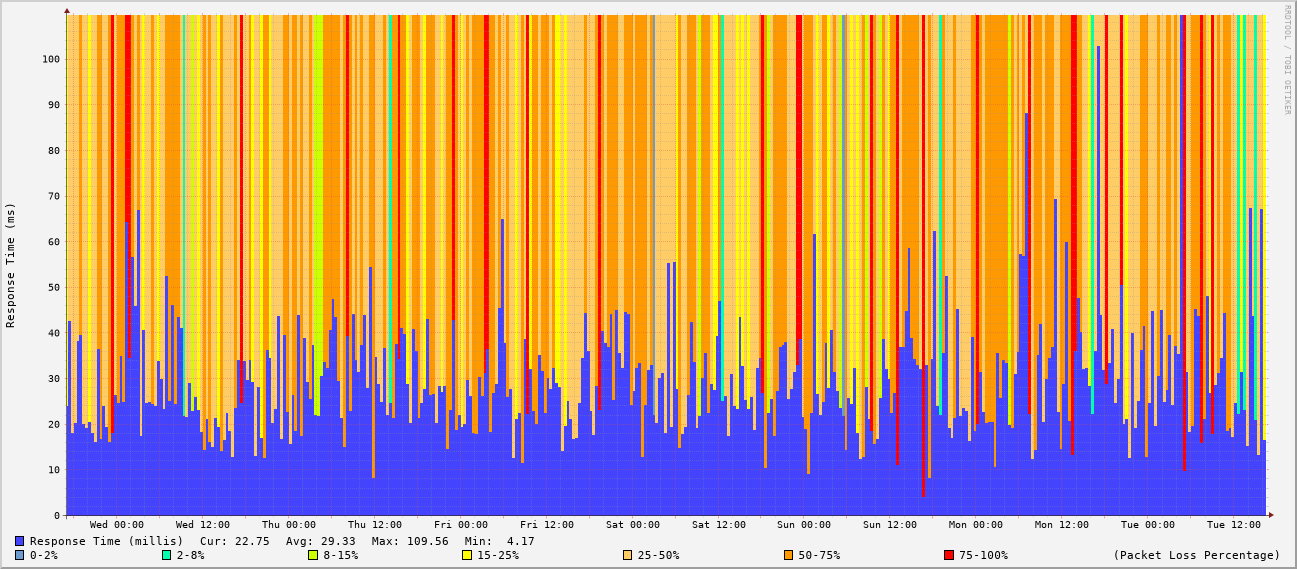 RRDTOOL / TOBI OETIKER
Response Time (ms)
100
90
80
70
60
50
40
30
20
10
0
Wed 00:00 Wed 12:00 Thu 00:00 Thu 12:00 Fri 00:00 Fri 12:00 Sat 00:00 Sat 12:00 Sun 00:00 Sun 12:00 Mon 00:00 Mon 12:00 Tue 00:00 Tue 12:00
Response Time (millis) Cur: 22.75 Avg: 29.33 Max: 109.56 Min: 4.17
0-2% 2-8% 8-15% 15-25% 25-50% 50-75% 75-100% (Packet Loss Percentage)